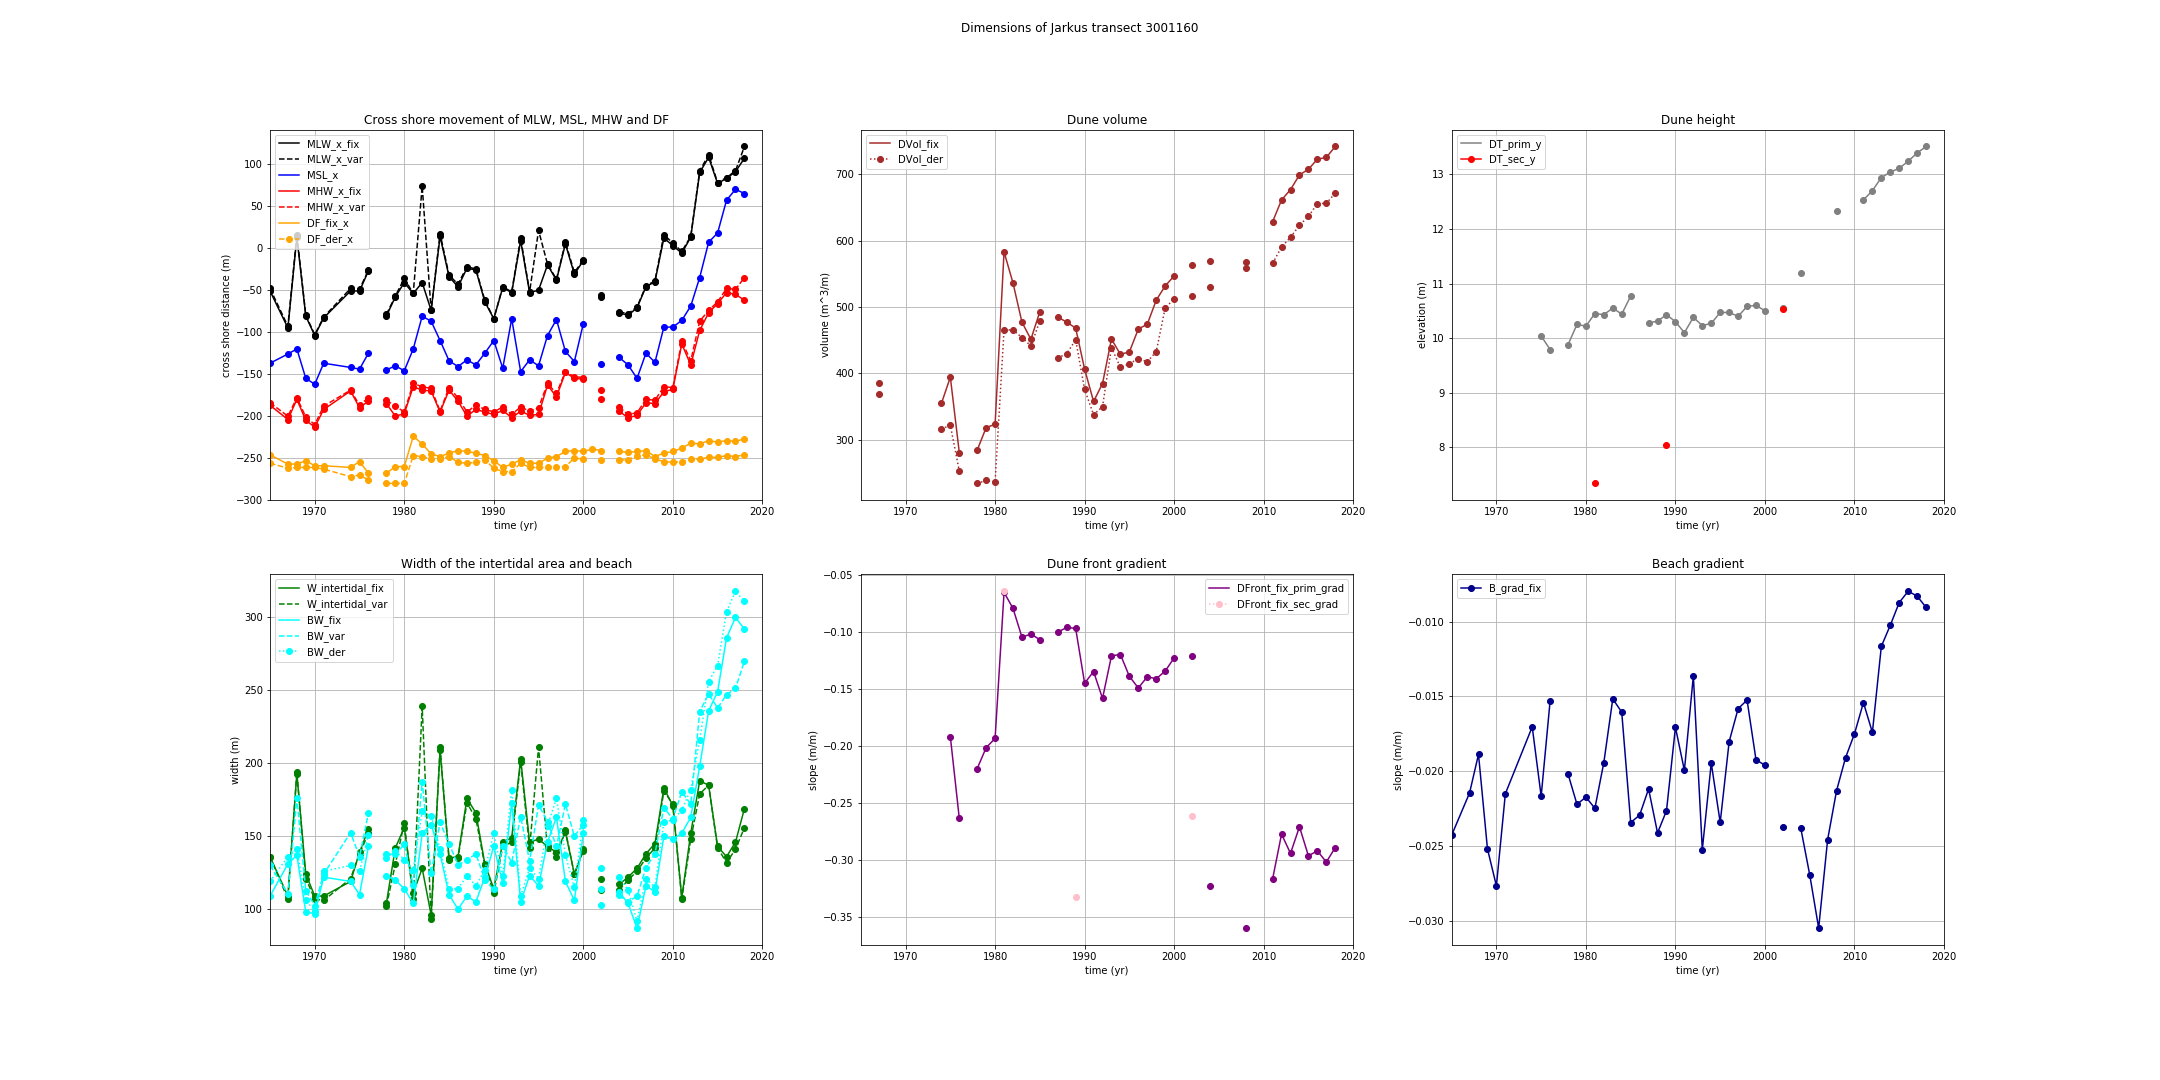 Dimensions of Jarkus transect 3001160
Cross shore movement of MLW, MSL, MHW and DF
MLW_x_fix
MLW_x_var
MSL_x
MHW_x_fix
MHW_x_var
DF_fix_x
DF_der_x
cross shore distance (m)
100
50
0
−50
−100
−150
−200
−250
−300
1970 1980 1990 2000 2010 2020
time (yr)
Dune volume
DVol_fix
DVol_der
volume (m^3/m)
700
600
500
400
300
1970 1980 1990 2000 2010 2020
time (yr)
Dune height
DT_prim_y
DT_sec_y
elevation (m)
13
12
11
10
9
8
1970 1980 1990 2000 2010 2020
time (yr)
Width of the intertidal area and beach
W_intertidal_fix
W_intertidal_var
BW_fix
BW_var
BW_der
width (m)
300
250
200
150
100
1970 1980 1990 2000 2010 2020
time (yr)
Dune front gradient
DFront_fix_prim_grad
DFront_fix_sec_grad
slope (m/m)
−0.05
−0.10
−0.15
−0.20
−0.25
−0.30
−0.35
1970 1980 1990 2000 2010 2020
time (yr)
Beach gradient
B_grad_fix
slope (m/m)
−0.010
−0.015
−0.020
−0.025
−0.030
1970 1980 1990 2000 2010 2020
time (yr)